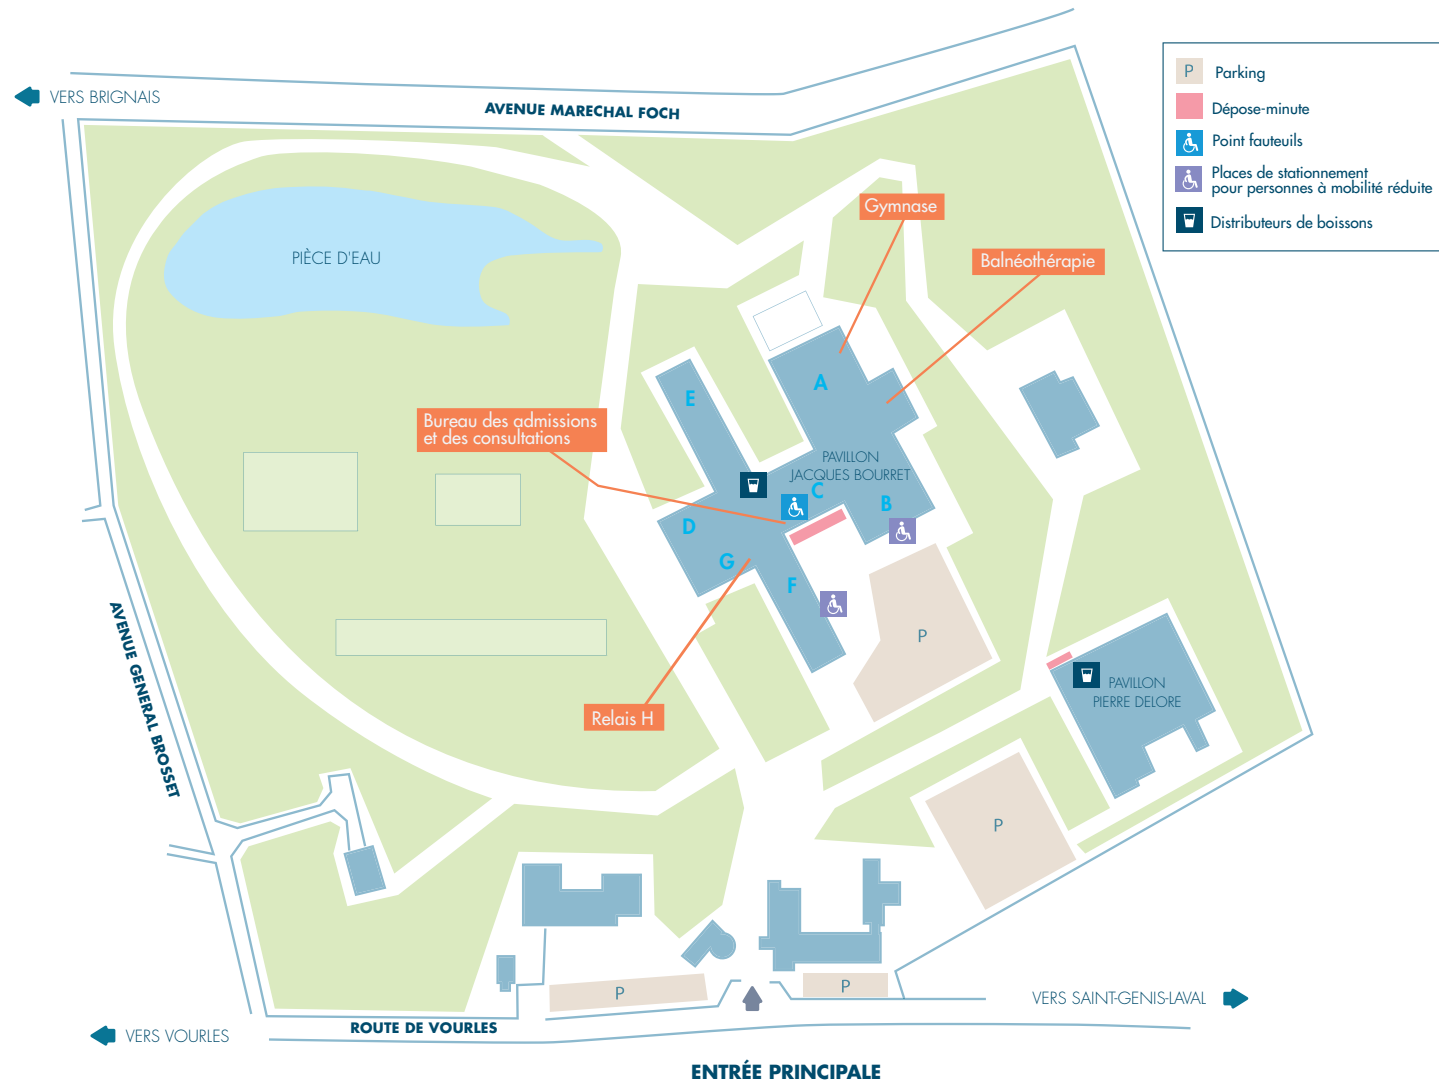 VERS BRIGNAIS
AVENUE MARECHAL FOCH
P Parking
Dépose-minute
Point fauteuils
Places de stationnement
pour personnes à mobilité réduite
Distributeurs de boissons
Gymnase
Balnéothérapie
PIÈCE D'EAU
A
E
Bureau des admissions
et des consultations
PAVILLON
JACQUES BOURRET
C
B
D
G
F
P
AVENUE GENERAL BROSSET
PAVILLON
PIERRE DELORE
Relais H
P
P
P
VERS SAINT-GENIS-LAVAL
ROUTE DE VOURLES
VERS VOURLES
ENTRÉE PRINCIPALE